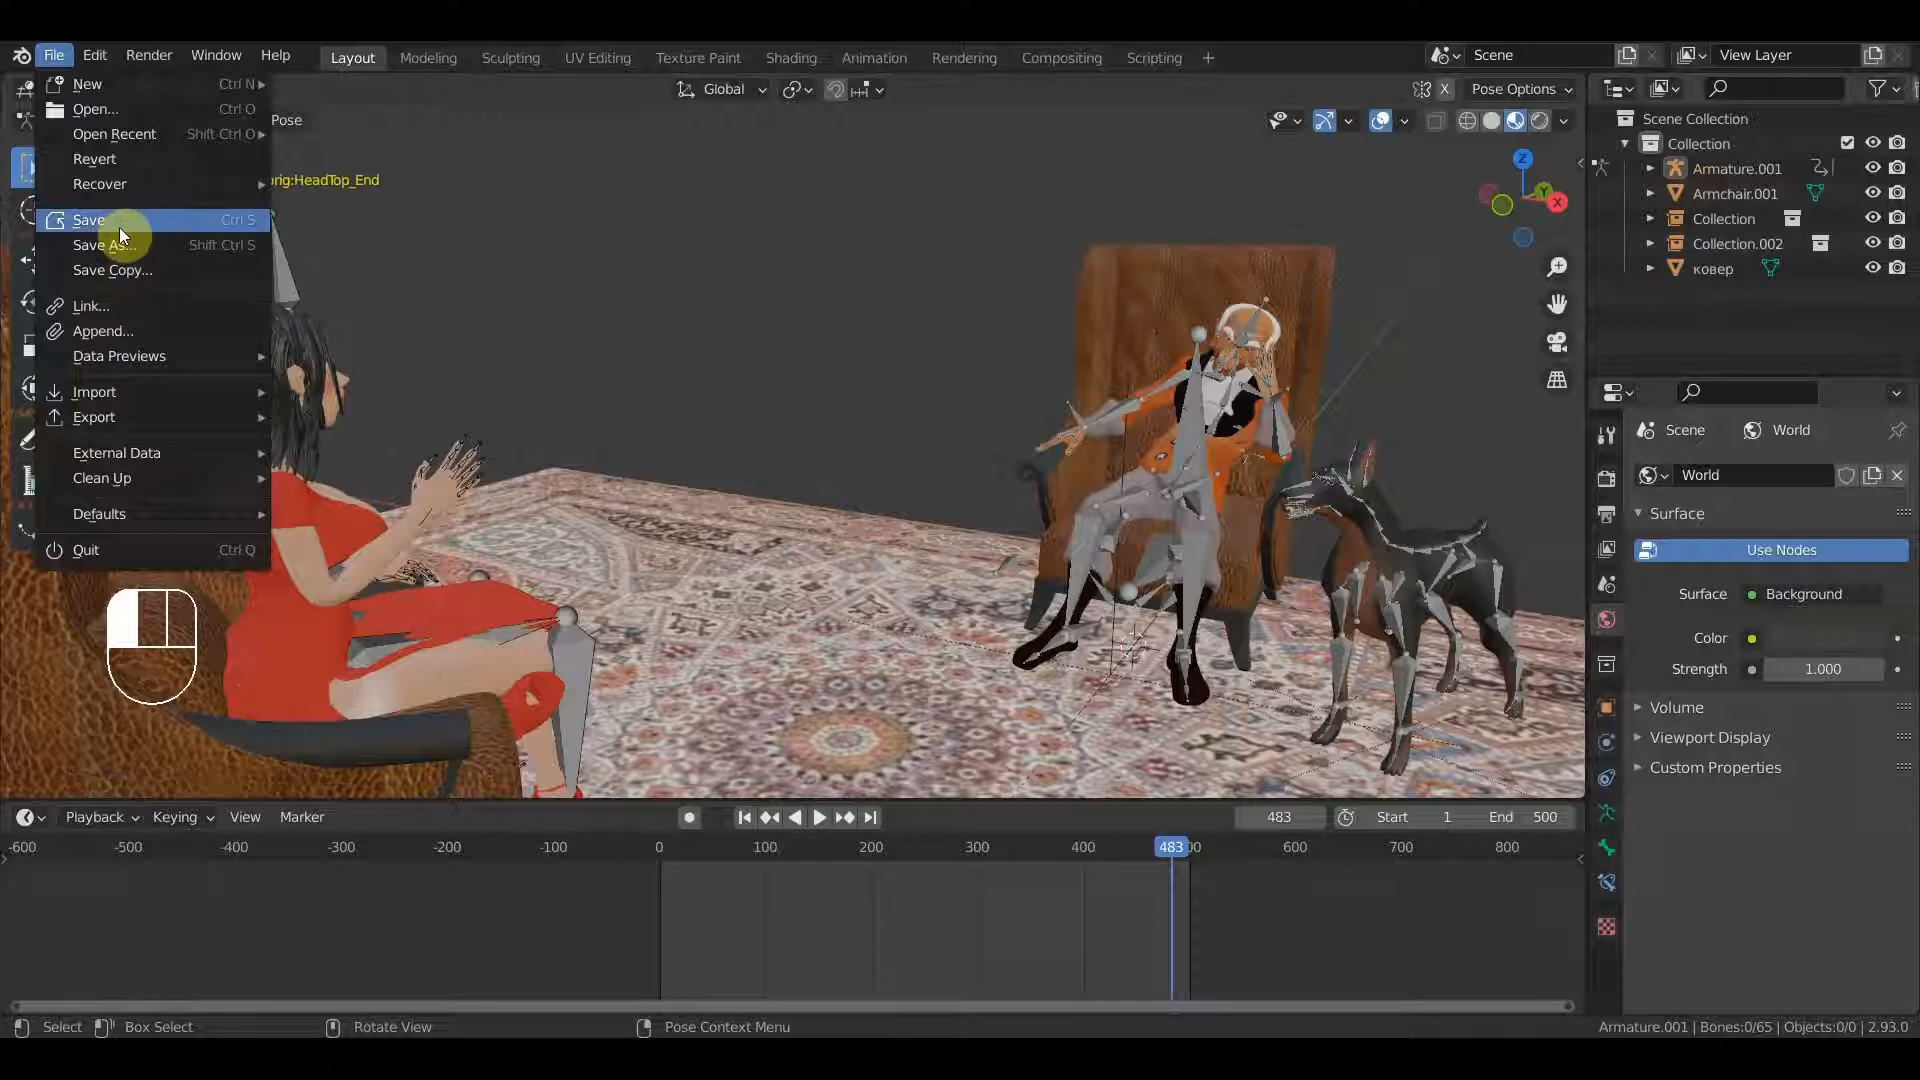 File Edit Render Window Help Layout Modeling Sculpting UV Editing Texture Paint Shading Animation Rendering Compositing Scripting + Scene View Layer
New Ctrl N
Open... Ctrl O
Open Recent Shift Ctrl O
Revert
Recover
Save Ctrl S
Save As... Shift Ctrl S
Save Copy...
Link...
Append...
Data Previews
Import
Export
External Data
Clean Up
Defaults
Quit Ctrl Q
Global X Pose Options
Pose
rig:HeadTop_End
Z
Y
X
Scene Collection
Collection
Armature.001
Armchair.001
Collection
Collection.002
ковер
Scene World
World
Surface
Use Nodes
Surface Background
Color
Strength 1.000
Volume
Viewport Display
Custom Properties
Playback Keying View Marker 483 Start 1 End 500
-600 -500 -400 -300 -200 -100 0 100 200 300 400 483 600 700 800
Select Box Select Rotate View Pose Context Menu Armature.001 | Bones:0/65 | Objects:0/0 | 2.93.0